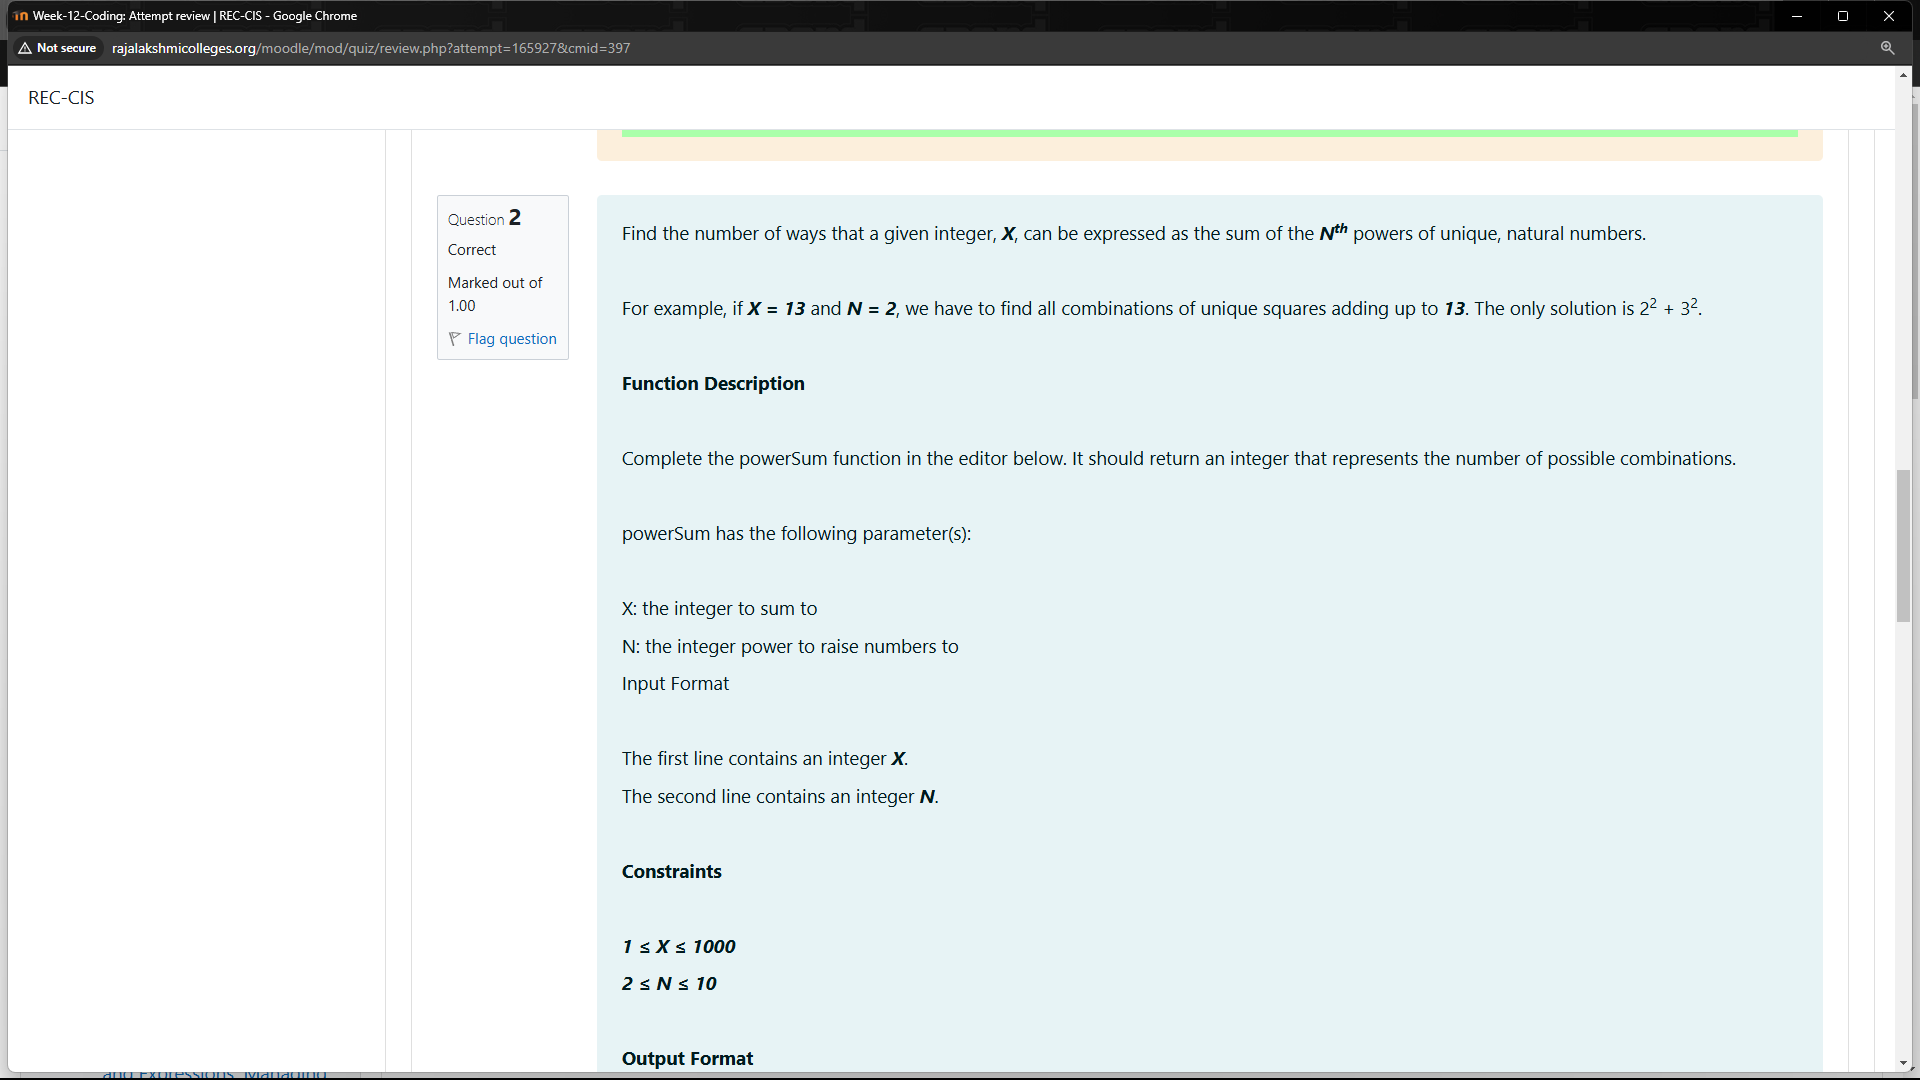 Week-12-Coding: Attempt review | REC-CIS - Google Chrome
Not secure rajalakshmicolleges.org/moodle/mod/quiz/review.php?attempt=165927&cmid=397
REC-CIS
Question 2
Correct
Marked out of
1.00
Flag question
Find the number of ways that a given integer, X, can be expressed as the sum of the Nth powers of unique, natural numbers.
For example, if X = 13 and N = 2, we have to find all combinations of unique squares adding up to 13. The only solution is 2² + 3².
Function Description
Complete the powerSum function in the editor below. It should return an integer that represents the number of possible combinations.
powerSum has the following parameter(s):
X: the integer to sum to
N: the integer power to raise numbers to
Input Format
The first line contains an integer X.
The second line contains an integer N.
Constraints
1 ≤ X ≤ 1000
2 ≤ N ≤ 10
Output Format
and Expressions, Managing